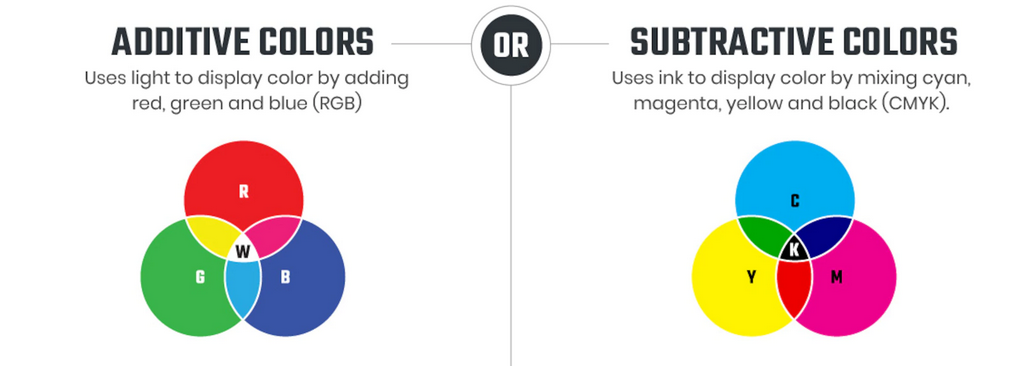 ADDITIVE COLORS
Uses light to display color by adding
red, green and blue (RGB)
R
W
G
B
OR
SUBTRACTIVE COLORS
Uses ink to display color by mixing cyan,
magenta, yellow and black (CMYK).
C
K
Y
M